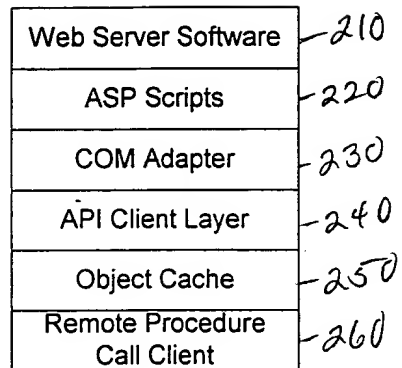 Web Server Software 210
ASP Scripts 220
COM Adapter 230
API Client Layer 240
Object Cache 250
Remote Procedure
Call Client 260